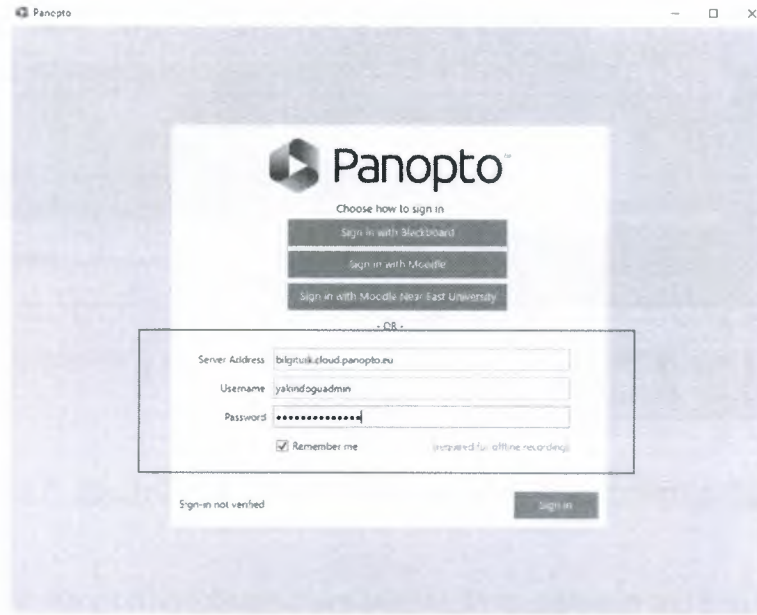 Panopto
Panopto™
Choose how to sign in
Sign in with Blackboard
Sign in with Moodle
Sign in with Moodle Near East University
- OR -
Server Address bilgitusk.cloud.panopto.eu
Username yakindoguadmin
Password ••••••••••••••
Remember me (required for offline recording)
Sign-in not verified Sign in